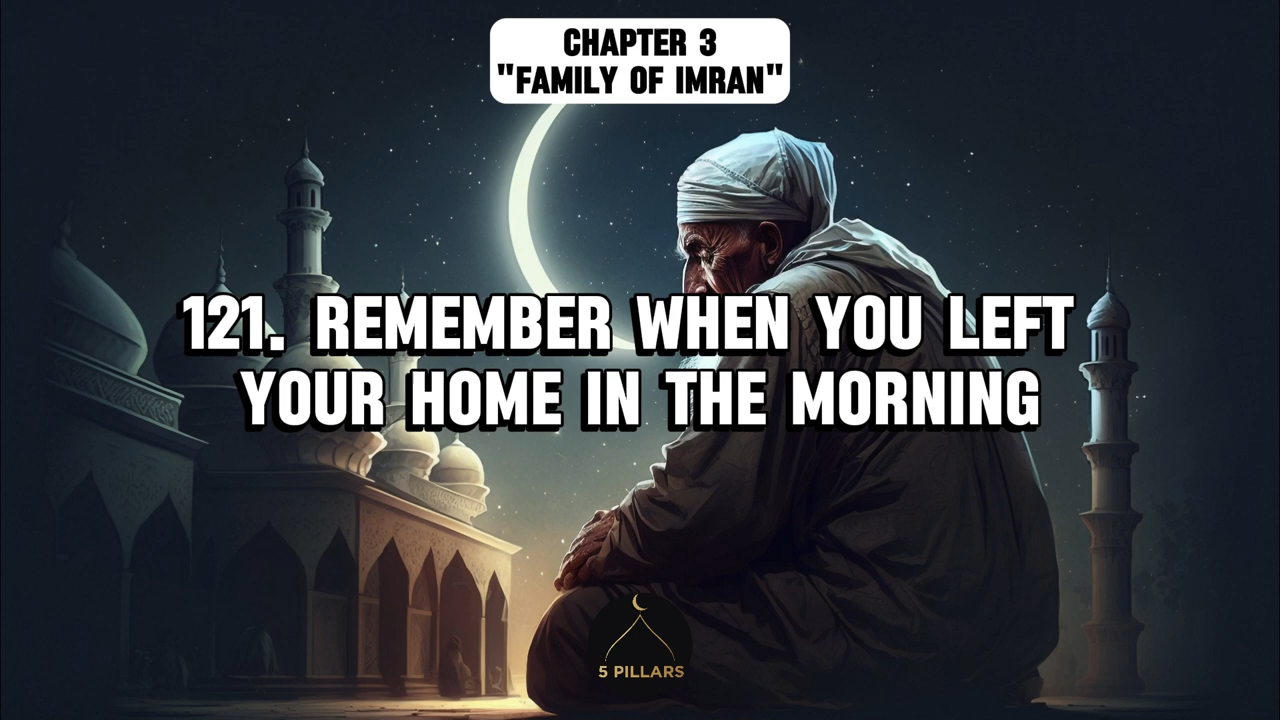 CHAPTER 3
"FAMILY OF IMRAN"
121. REMEMBER WHEN YOU LEFT
YOUR HOME IN THE MORNING
5 PILLARS